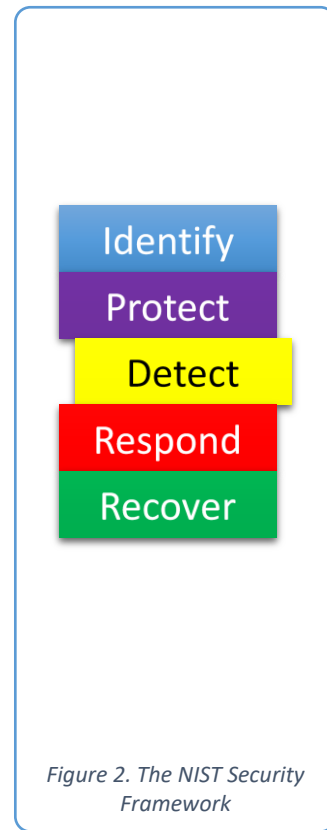 Identify
Protect
Detect
Respond
Recover
Figure 2. The NIST Security
Framework